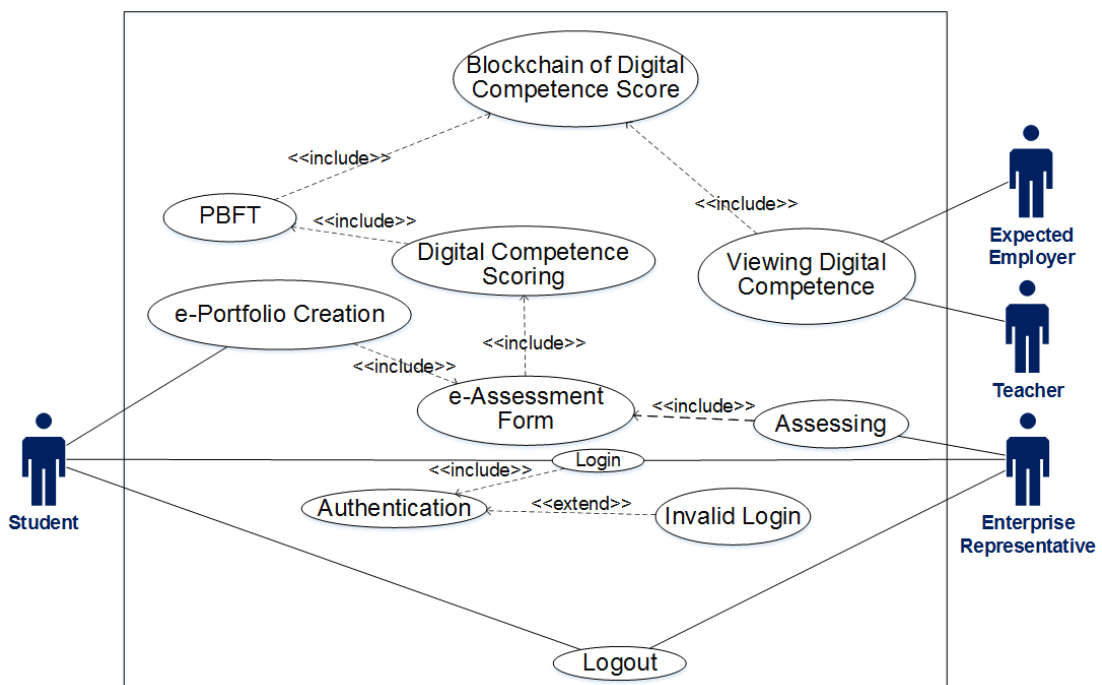 Blockchain of Digital
Competence Score
<<include>>
PBFT
<<include>>
<<include>>
Digital Competence
Scoring
Viewing Digital
Competence
Expected
Employer
e-Portfolio Creation
<<include>>
<<include>>
e-Assessment
Form
<<include>>
Assessing
Teacher
Login
<<include>>
Authentication
<<extend>>
Invalid Login
Student
Enterprise
Representative
Logout